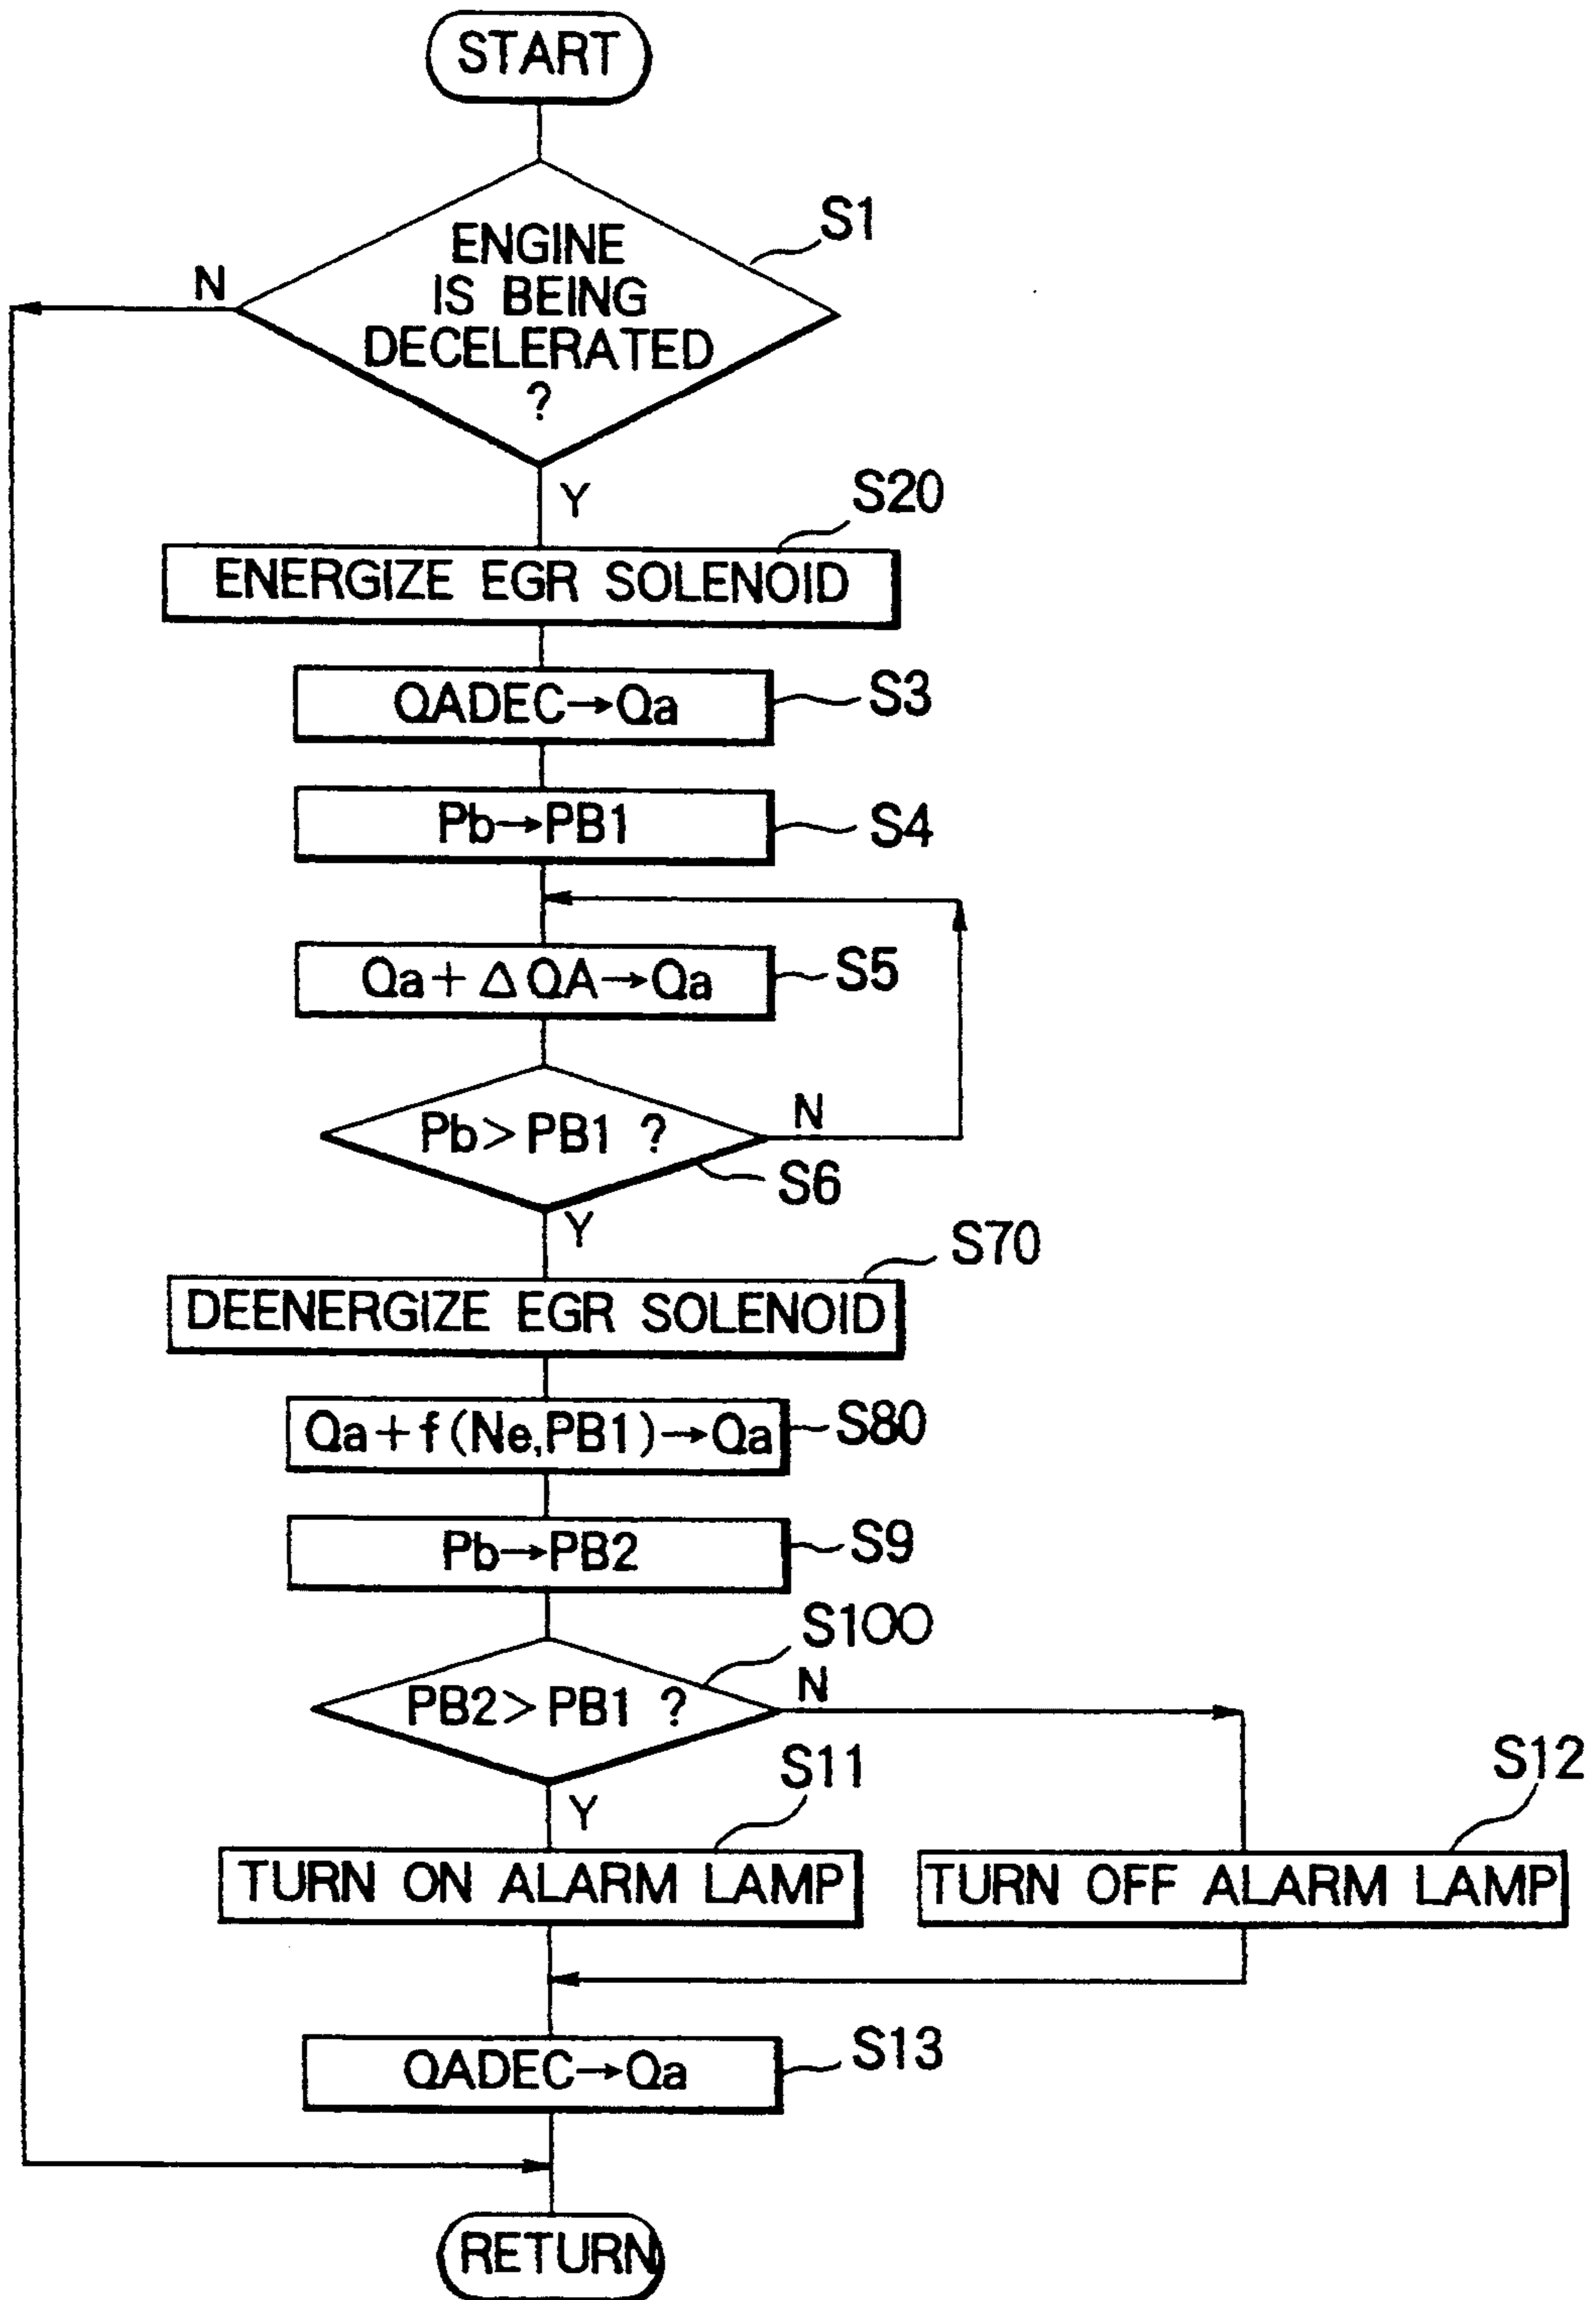 START
S1
ENGINE
IS BEING
DECELERATED
?
N
Y
S20
ENERGIZE EGR SOLENOID
QADEC→Qa
S3
Pb→PB1
S4
Qa+△QA→Qa
S5
Pb>PB1 ?
N
S6
Y
S70
DEENERGIZE EGR SOLENOID
Qa+f(Ne,PB1)→Qa
S80
Pb→PB2
S9
S100
PB2>PB1 ?
N
Y
S11
S12
TURN ON ALARM LAMP
TURN OFF ALARM LAMP
QADEC→Qa
S13
RETURN